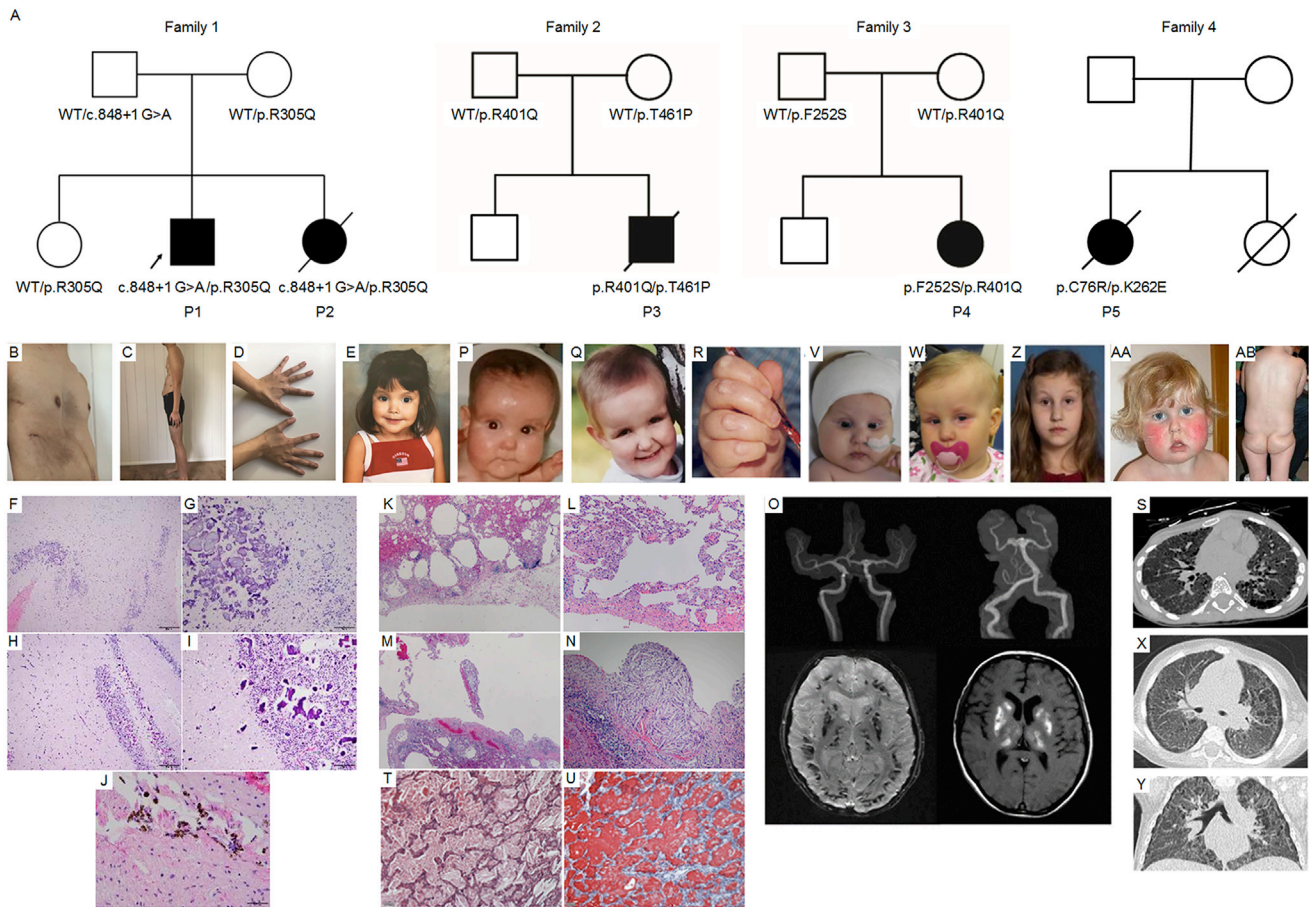 A
Family 1
Family 2
Family 3
Family 4
WT/c.848+1 G>A
WT/p.R305Q
WT/p.R401Q
WT/p.T461P
WT/p.F252S
WT/p.R401Q
WT/p.R305Q
c.848+1 G>A/p.R305Q
c.848+1 G>A/p.R305Q
p.R401Q/p.T461P
p.F252S/p.R401Q
p.C76R/p.K262E
P1
P2
P3
P4
P5
B
C
D
E
P
Q
R
V
W
Z
AA
AB
F
G
K
L
O
S
H
I
M
N
X
J
T
U
Y